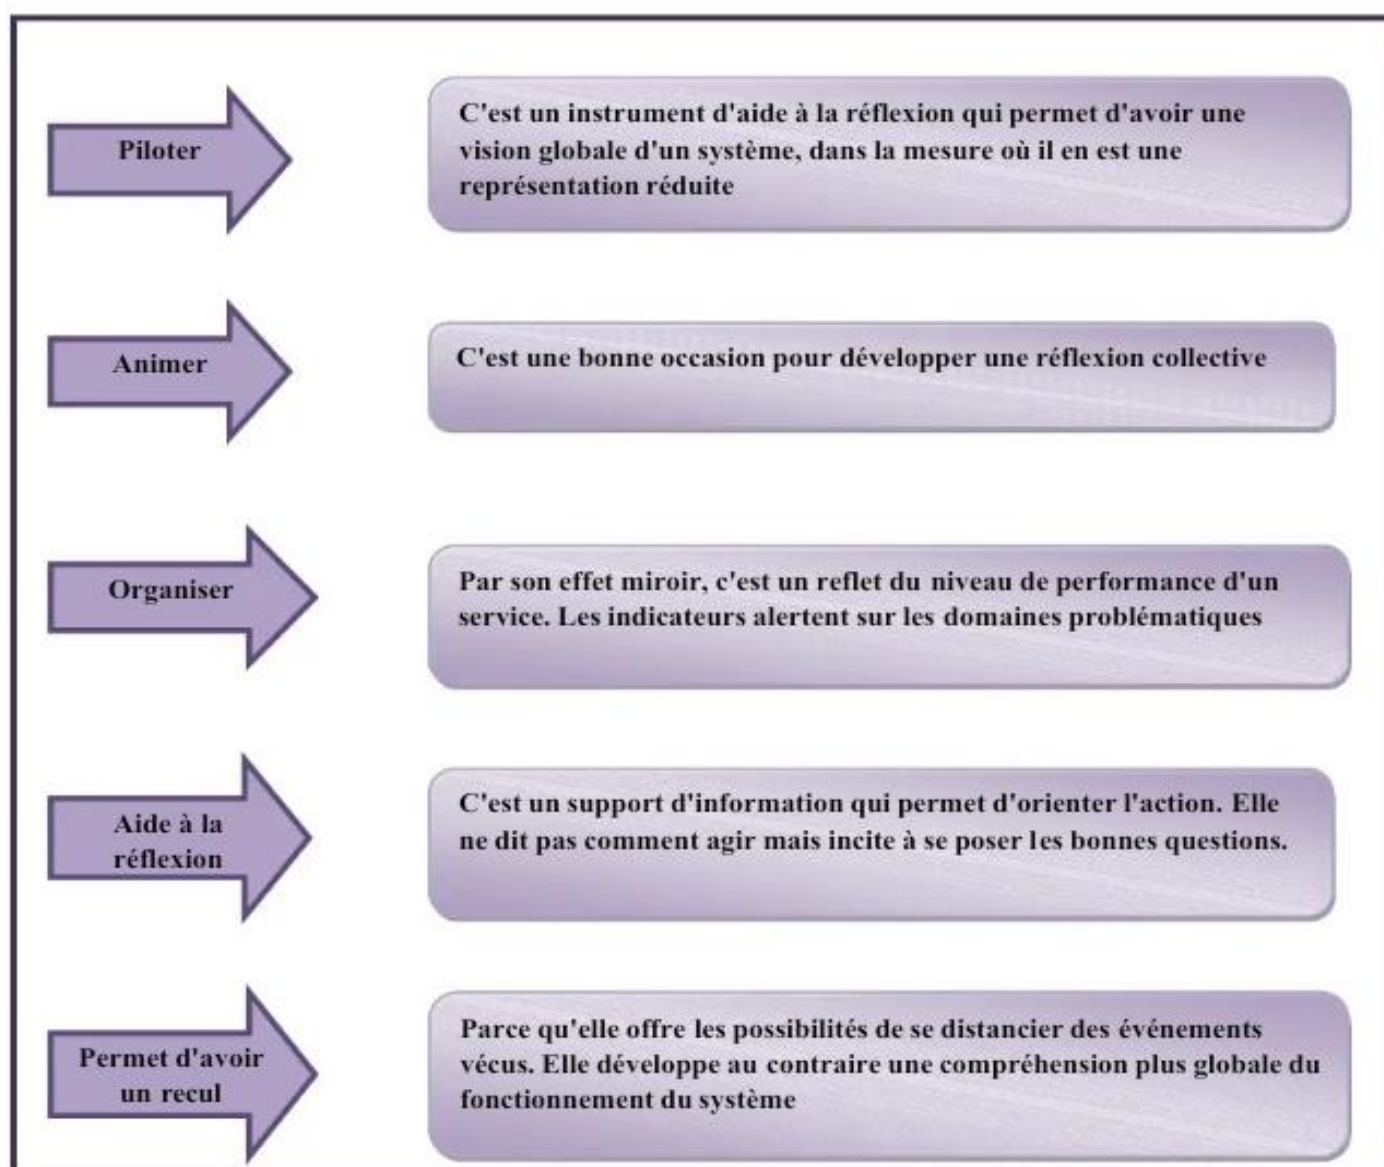 Piloter
C'est un instrument d'aide à la réflexion qui permet d'avoir une
vision globale d'un système, dans la mesure où il en est une
représentation réduite
Animer
C'est une bonne occasion pour développer une réflexion collective
Organiser
Par son effet miroir, c'est un reflet du niveau de performance d'un
service. Les indicateurs alertent sur les domaines problématiques
Aide à la
réflexion
C'est un support d'information qui permet d'orienter l'action. Elle
ne dit pas comment agir mais incite à se poser les bonnes questions.
Permet d'avoir
un recul
Parce qu'elle offre les possibilités de se distancier des événements
vécus. Elle développe au contraire une compréhension plus globale du
fonctionnement du système